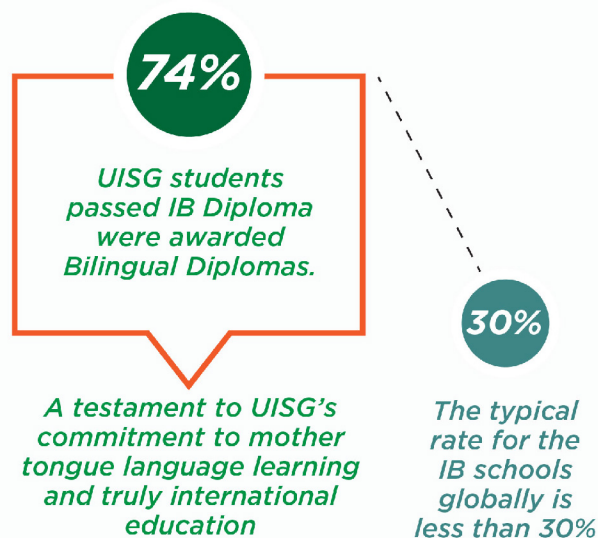 74%
UISG students
passed IB Diploma
were awarded
Bilingual Diplomas.
A testament to UISG's
commitment to mother
tongue language learning
and truly international
education
30%
The typical
rate for the
IB schools
globally is
less than 30%